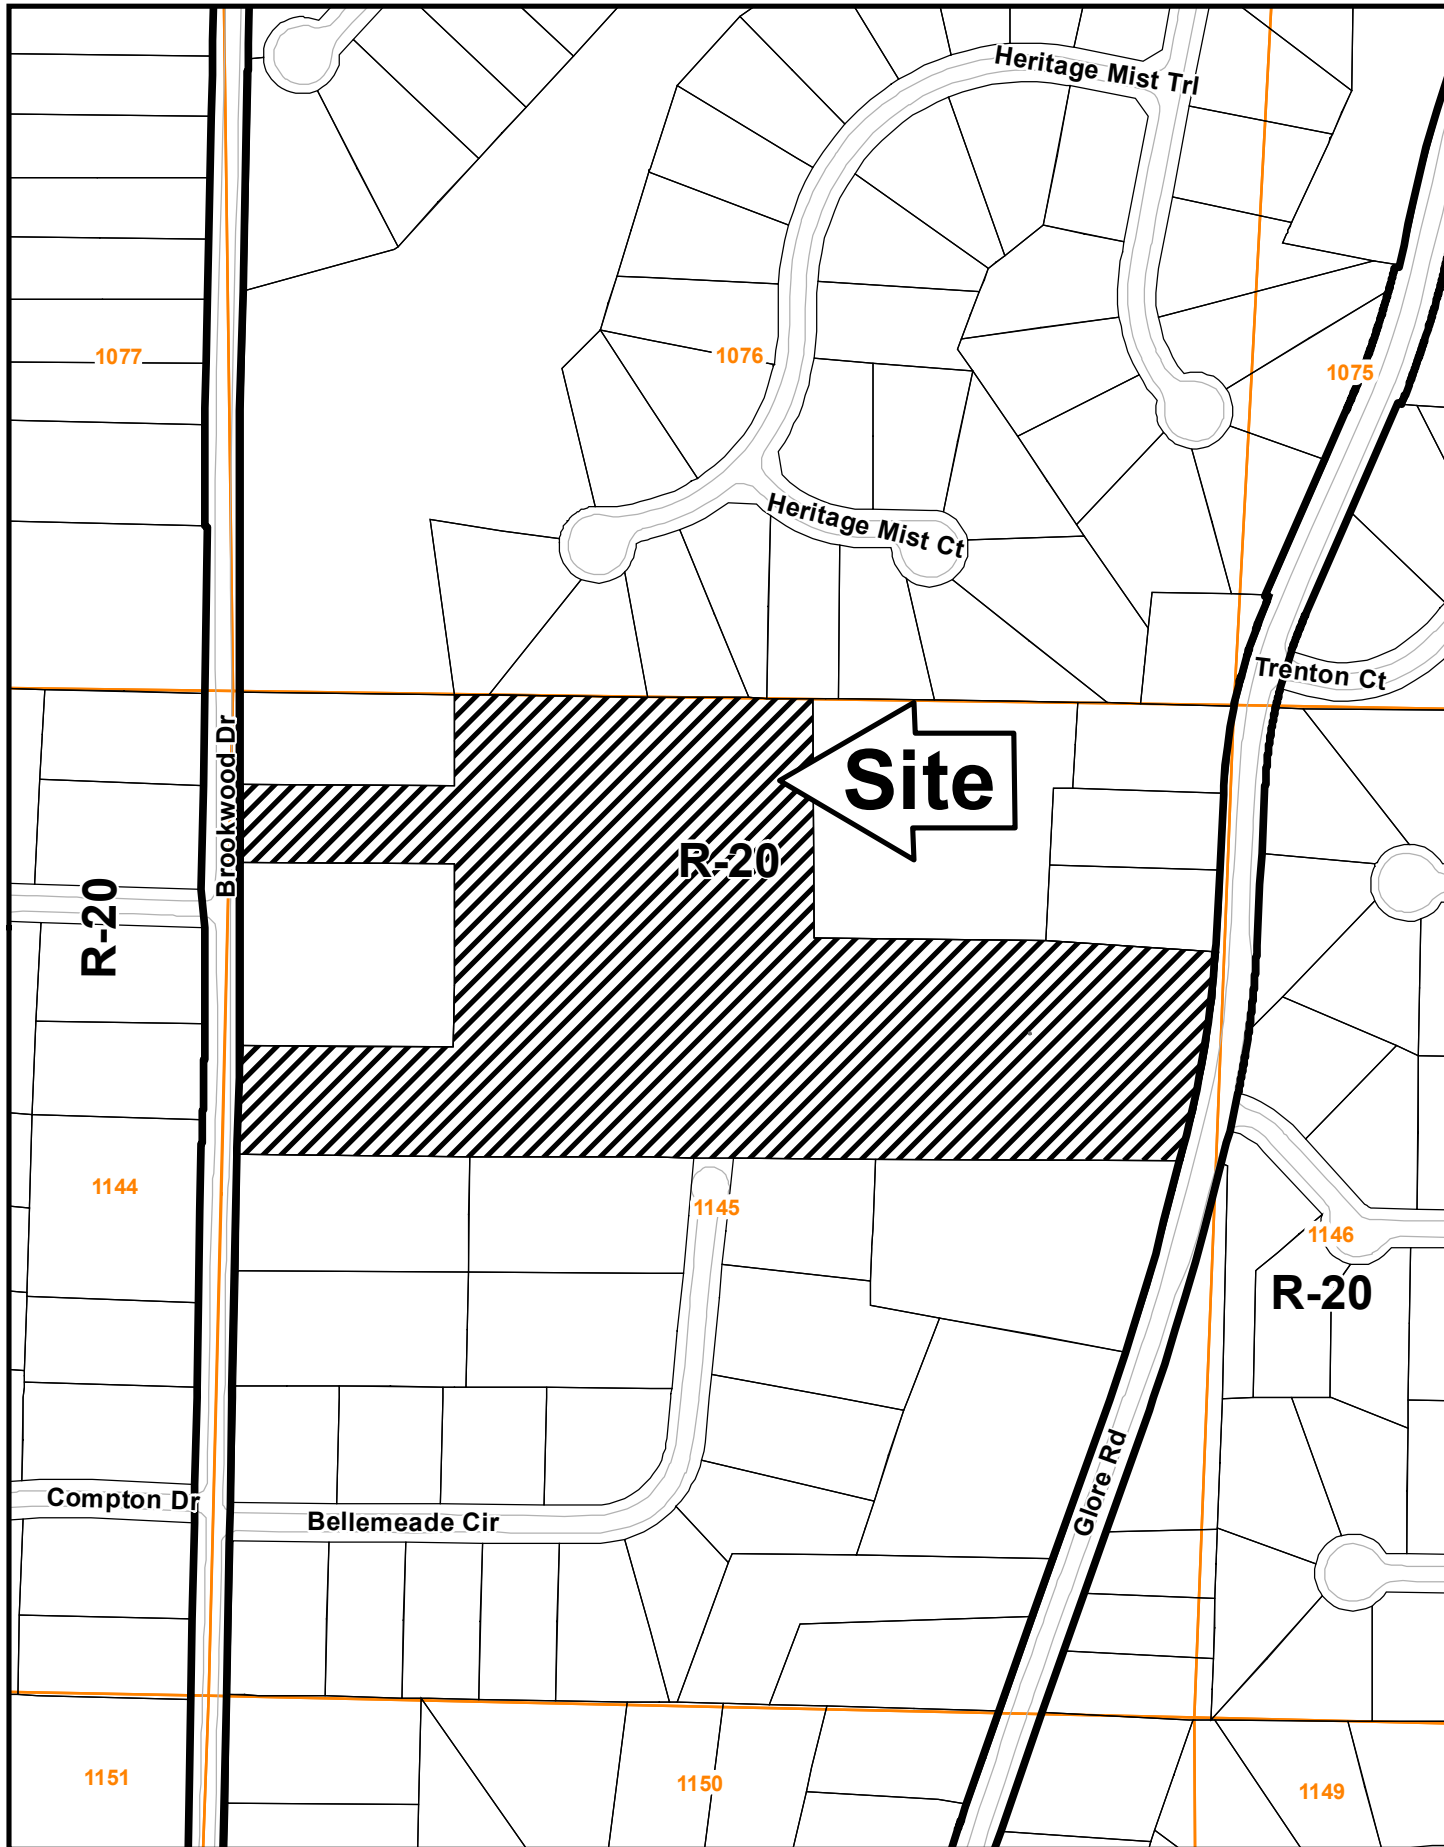 Heritage Mist Trl
1077
1076
1075
Heritage Mist Ct
Trenton Ct
Brookwood Dr
Site
R-20
R-20
1144
1145
1146
R-20
Glore Rd
Compton Dr
Bellemeade Cir
1151
1150
1149